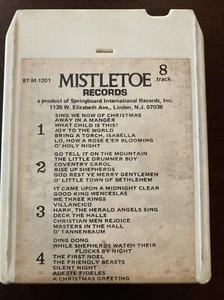 8T-M-1201
MISTLETOE
RECORDS
8
track
a product of Springboard International Records, Inc.
1135 W. Elizabeth Ave., Linden, N.J. 07036
1
SING WE NOW OF CHRISTMAS
AWAY IN A MANGER
WHAT CHILD IS THIS?
JOY TO THE WORLD
BRING A TORCH, ISABELLA
LO, HOW A ROSE E'ER BLOOMING
O'HOLY NIGHT
2
GO TELL IT ON THE MOUNTAIN
THE LITTLE DRUMMER BOY
COVENTRY CAROL
RISE UP SHEPHERDS
GOD REST YE MERRY GENTLEMEN
O'LITTLE TOWN OF BETHLEHEM
3
IT CAME UPON A MIDNIGHT CLEAR
GOOD KING WENCESLAS
WE THREE KINGS
VILLANCICO
HARK, THE HERALD ANGELS SING
DECK THE HALLS
CHRISTIAN MEN REJOICE
MASTERS IN THE HALL
O' TANNENBAUM
4
DING DONG
WHILE SHEPHERDS WATCH THEIR
FLOCKS BY NIGHT
THE FIRST NOEL
THE FRIENDLY BEASTS
SILENT NIGHT
ADESTE FIDELES
A CHRISTMAS GREETING